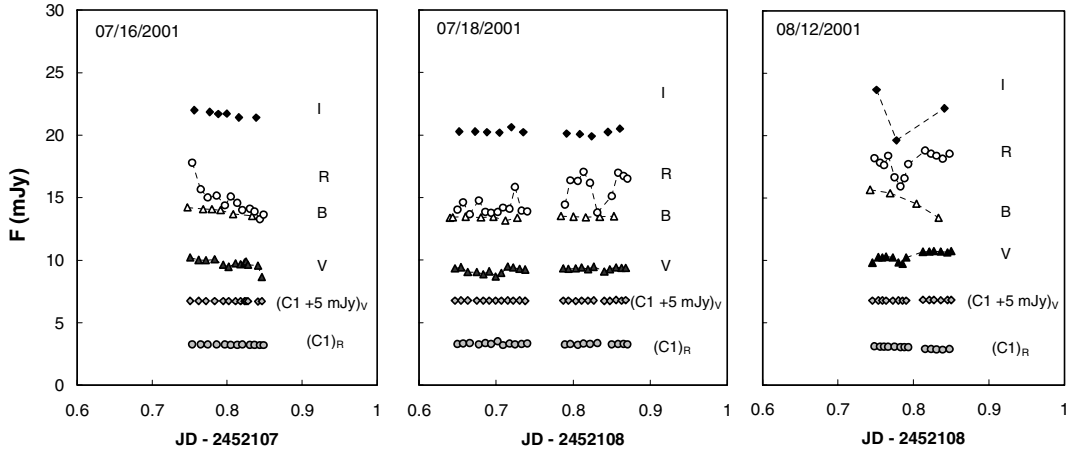 F (mJy)
30
25
20
15
10
5
0
07/16/2001
I
R
B
V
(C1 +5 mJy)V
(C1)R
0.6 0.7 0.8 0.9 1
JD - 2452107
07/18/2001
I
R
B
V
(C1 +5 mJy)V
(C1)R
0.6 0.7 0.8 0.9 1
JD - 2452108
08/12/2001
I
R
B
V
(C1 +5 mJy)V
(C1)R
0.6 0.7 0.8 0.9 1
JD - 2452108